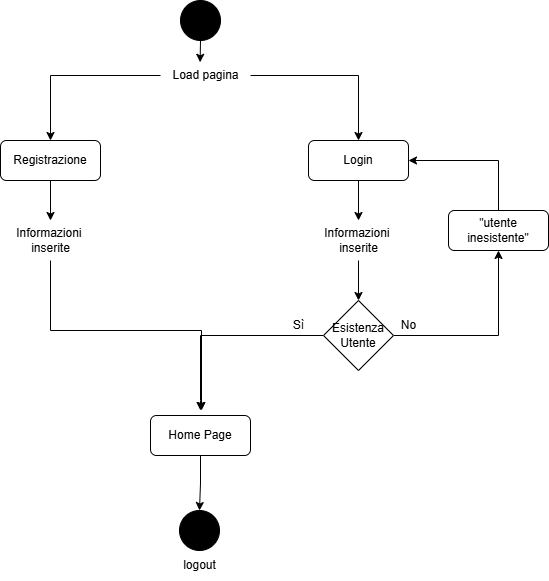 Load pagina
Registrazione
Login
Informazioni
inserite
Informazioni
inserite
"utente
inesistente"
Sì
Esistenza
Utente
No
Home Page
logout